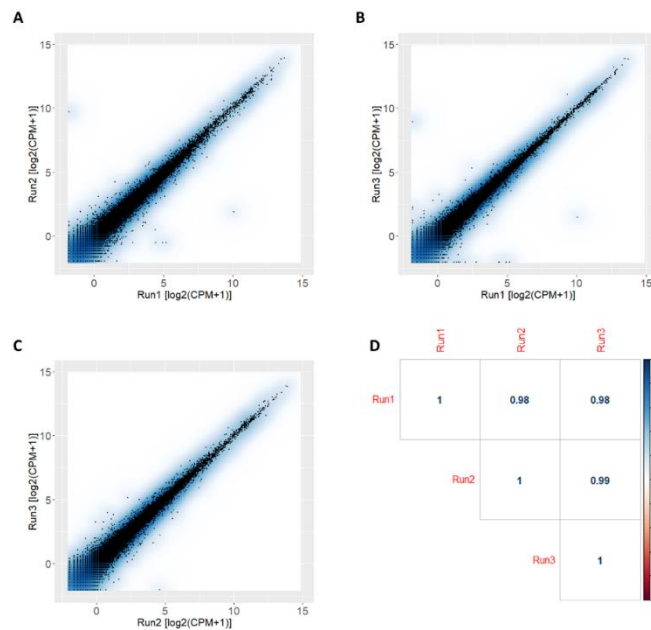 A
15
10
5
0
Run2 [log2(CPM+1)]
0
5
10
15
Run1 [log2(CPM+1)]
B
15
10
5
0
Run3 [log2(CPM+1)]
0
5
10
15
Run1 [log2(CPM+1)]
C
15
10
5
0
Run3 [log2(CPM+1)]
0
5
10
15
Run2 [log2(CPM+1)]
D
Run1
Run2
Run3
Run1
1
0.98
0.98
Run2
1
0.99
Run3
1